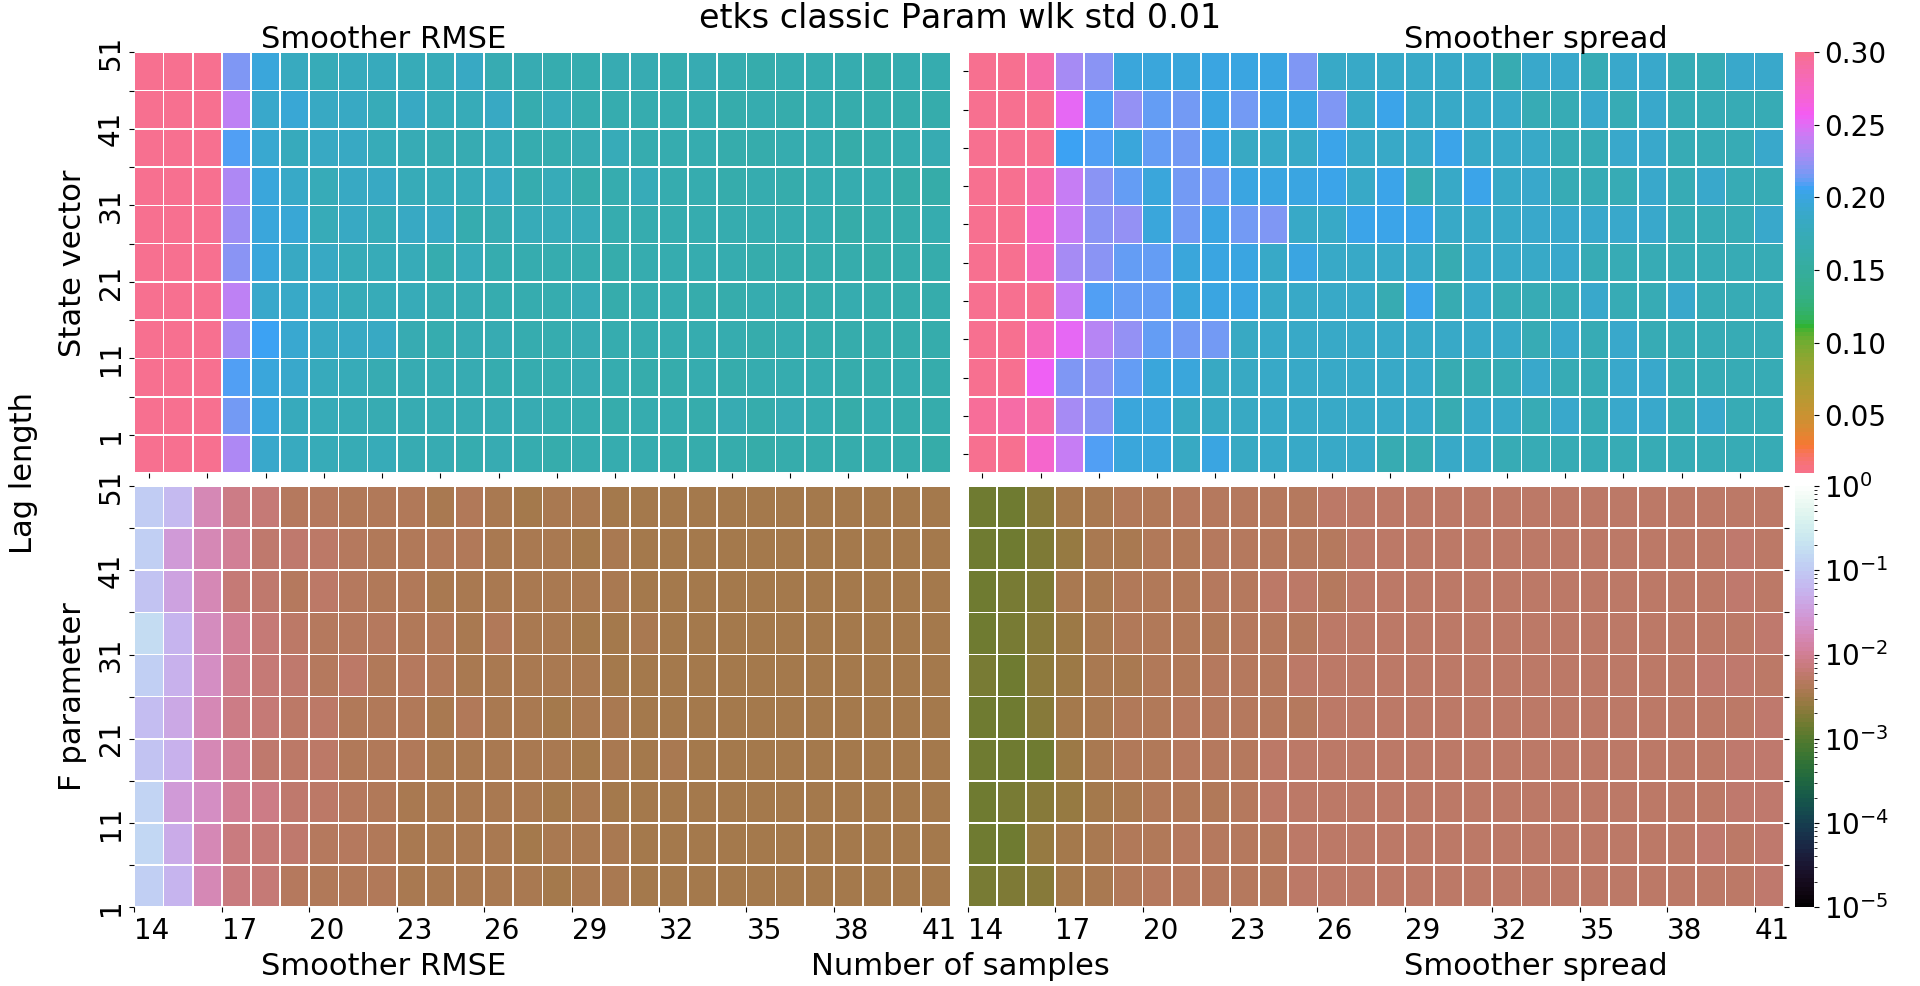 etks classic Param wlk std 0.01
Smoother RMSE
Smoother spread
Lag length
State vector
51
41
31
21
11
1
0.30
0.25
0.20
0.15
0.10
0.05
F parameter
51
41
31
21
11
1
10⁰
10⁻¹
10⁻²
10⁻³
10⁻⁴
10⁻⁵
14 17 20 23 26 29 32 35 38 41
14 17 20 23 26 29 32 35 38 41
Smoother RMSE
Number of samples
Smoother spread